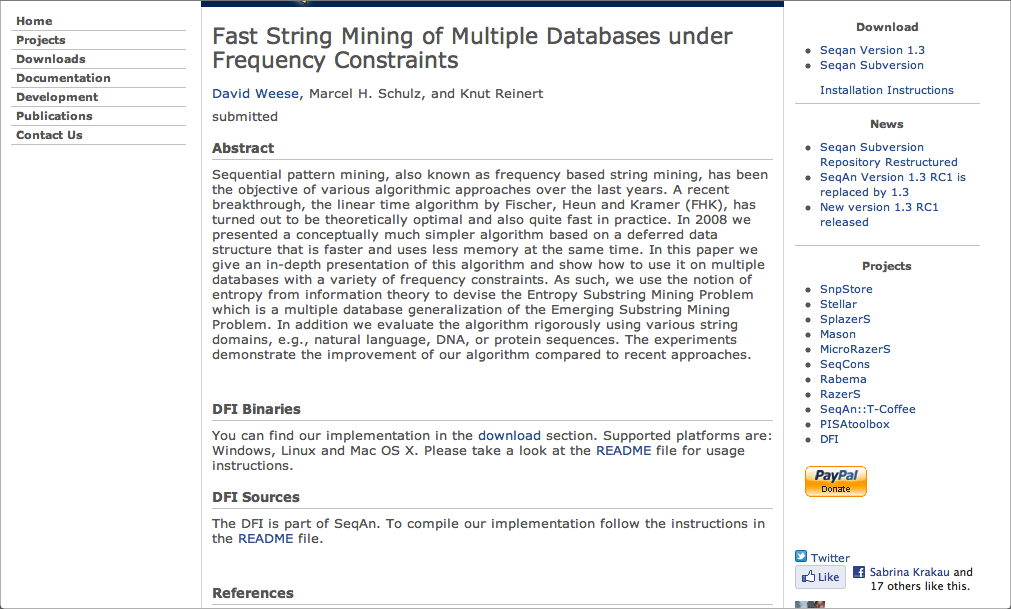 Home
Projects
Downloads
Documentation
Development
Publications
Contact Us
Fast String Mining of Multiple Databases under
Frequency Constraints
David Weese, Marcel H. Schulz, and Knut Reinert
submitted
Abstract
Sequential pattern mining, also known as frequency based string mining, has been
the objective of various algorithmic approaches over the last years. A recent
breakthrough, the linear time algorithm by Fischer, Heun and Kramer (FHK), has
turned out to be theoretically optimal and also quite fast in practice. In 2008 we
presented a conceptually much simpler algorithm based on a deferred data
structure that is faster and uses less memory at the same time. In this paper we
give an in-depth presentation of this algorithm and show how to use it on multiple
databases with a variety of frequency constraints. As such, we use the notion of
entropy from information theory to devise the Entropy Substring Mining Problem
which is a multiple database generalization of the Emerging Substring Mining
Problem. In addition we evaluate the algorithm rigorously using various string
domains, e.g., natural language, DNA, or protein sequences. The experiments
demonstrate the improvement of our algorithm compared to recent approaches.
DFI Binaries
You can find our implementation in the download section. Supported platforms are:
Windows, Linux and Mac OS X. Please take a look at the README file for usage
instructions.
DFI Sources
The DFI is part of SeqAn. To compile our implementation follow the instructions in
the README file.
References
Download
Seqan Version 1.3
Seqan Subversion
Installation Instructions
News
Seqan Subversion
Repository Restructured
SeqAn Version 1.3 RC1 is
replaced by 1.3
New version 1.3 RC1
released
Projects
SnpStore
Stellar
SplazerS
Mason
MicroRazerS
SeqCons
Rabema
RazerS
SeqAn::T-Coffee
PISAtoolbox
DFI
PayPal
Donate
Twitter
Like
Sabrina Krakau and
17 others like this.